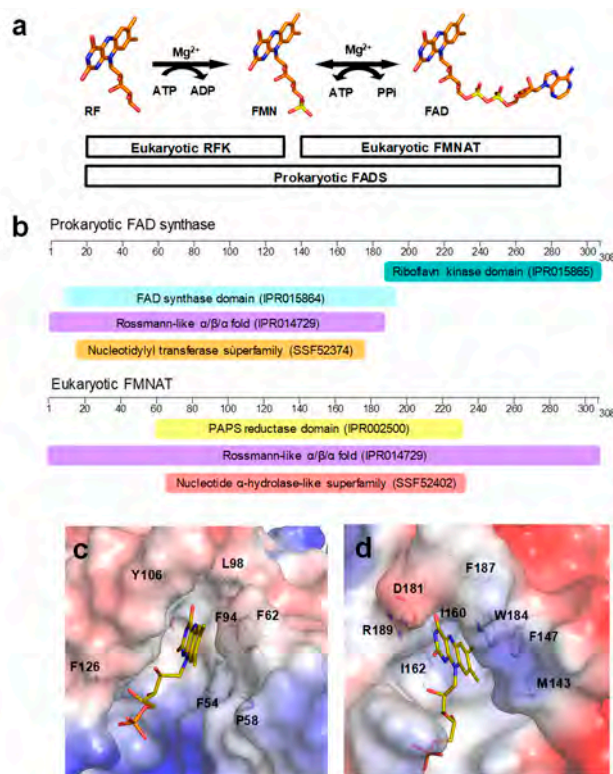 a
Mg2+ Mg2+
ATP ADP ATP PPi
RF FMN FAD
Eukaryotic RFK Eukaryotic FMNAT
Prokaryotic FADS
b
Prokaryotic FAD synthase
1 20 40 60 80 100 120 140 160 180 200 220 240 260 280 300 308
Riboflavn kinase domain (IPR015865)
FAD synthase domain (IPR015864)
Rossmann-like α/β/α fold (IPR014729)
Nucleotidylyl transferase superfamily (SSF52374)
Eukaryotic FMNAT
1 20 40 60 80 100 120 140 160 180 200 220 240 260 280 308
PAPS reductase domain (IPR002500)
Rossmann-like α/β/α fold (IPR014729)
Nucleotide α-hydrolase-like superfamily (SSF52402)
c
Y106
L98
F94
F62
F126
F54
P58
d
F187
D181
I160
W184
R189
F147
I162
M143